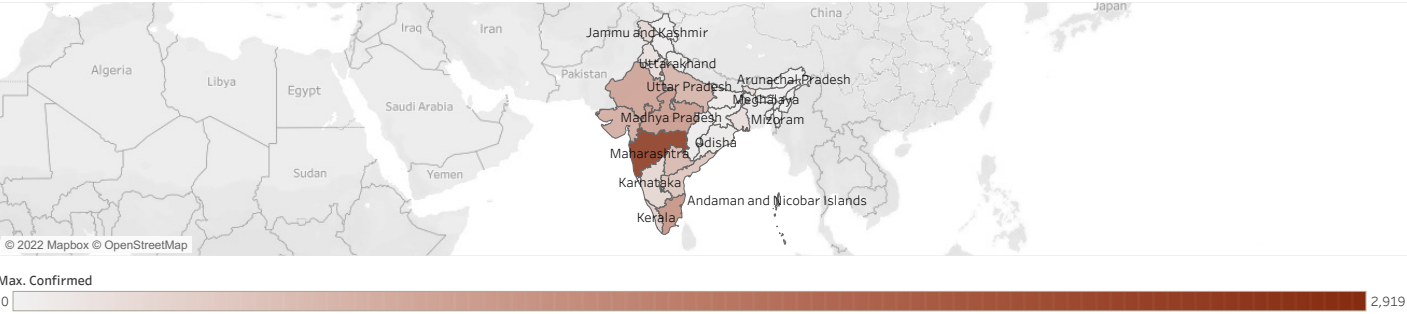 Japan
China
Iraq
Iran
Jammu and Kashmir
Algeria
Libya
Egypt
Pakistan
Uttarakhand
Arunachal Pradesh
Uttar Pradesh
Saudi Arabia
Meghalaya
Madhya Pradesh
Mizoram
Odisha
Maharashtra
Sudan
Yemen
Karnataka
Andaman and Nicobar Islands
Kerala
© 2022 Mapbox © OpenStreetMap
Max. Confirmed
0
2,919